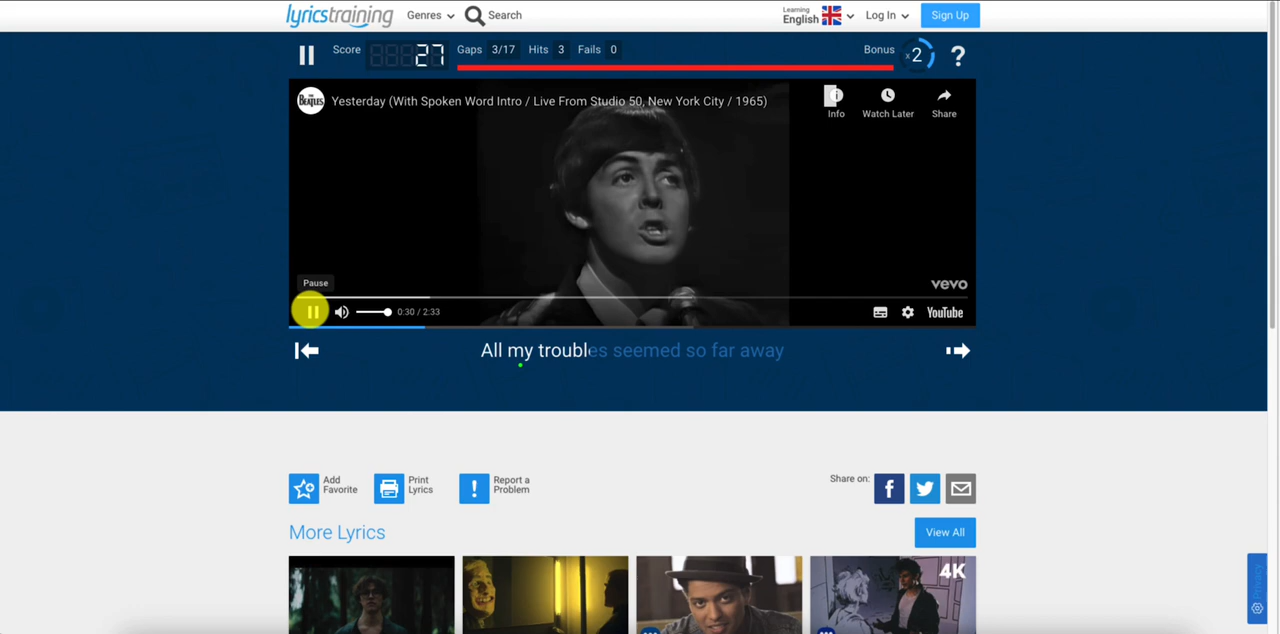 lyricstraining Genres Search Learning English Log In Sign Up
Score 27 Gaps 3/17 Hits 3 Fails 0 Bonus x2 ?
THE BEATLES Yesterday (With Spoken Word Intro / Live From Studio 50, New York City / 1965) Info Watch Later Share
Pause
vevo
0:30 / 2:33 YouTube
All my troubles seemed so far away
Add Favorite Print Lyrics Report a Problem Share on:
More Lyrics View All
4K
Privacy